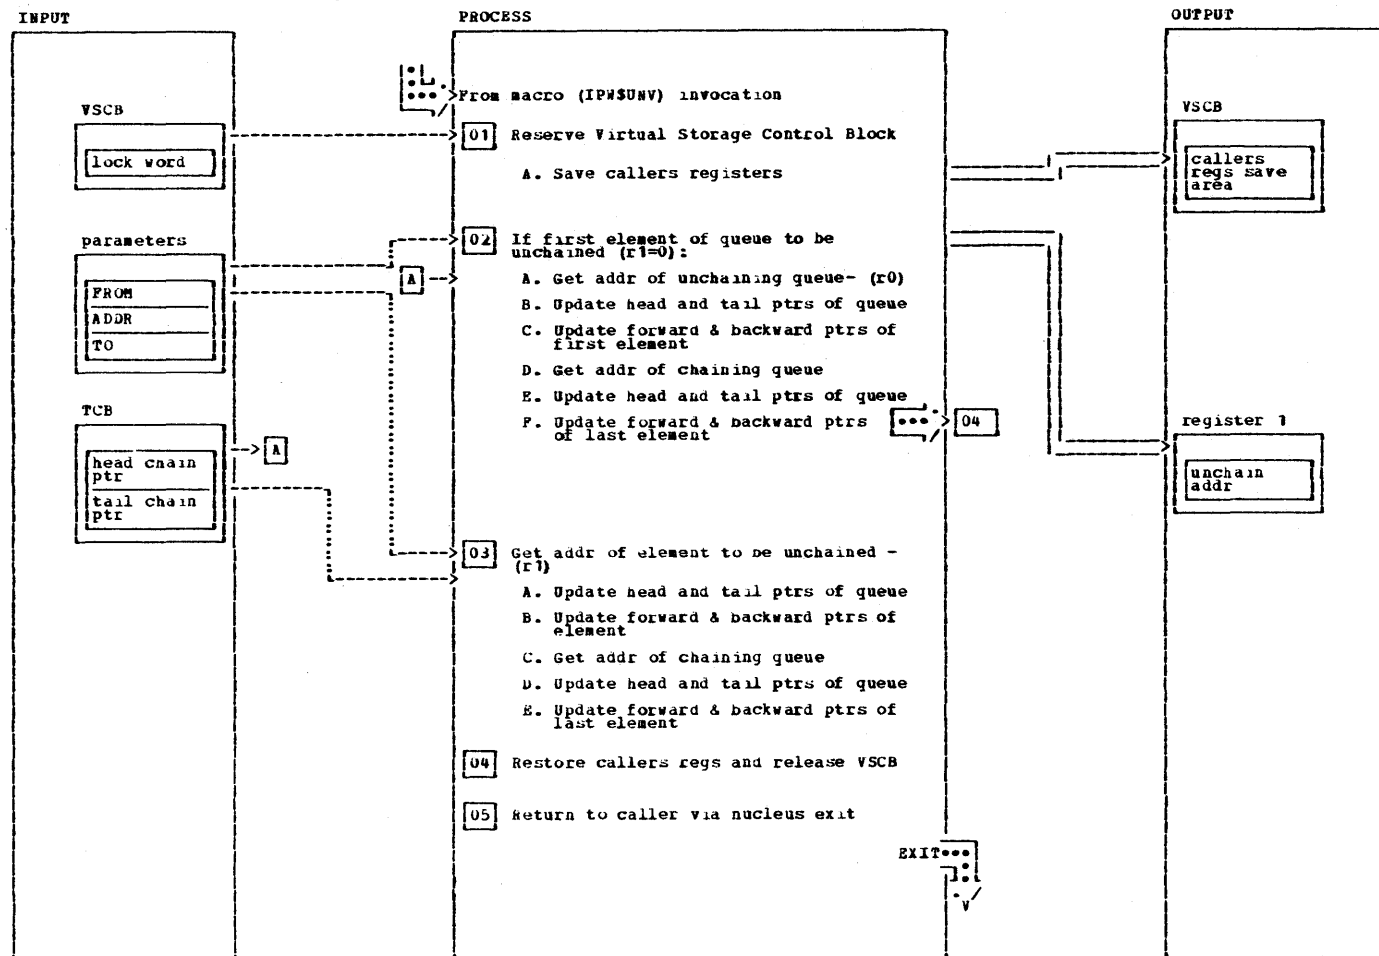 INPUT
PROCESS
OUTPUT
VSCB
lock word
parameters
FROM
ADDR
TO
TCB
head chain
ptr
tail chain
ptr
A
A
From macro (IPW$UNV) invocation
01 Reserve Virtual Storage Control Block
A. Save callers registers
02 If first element of queue to be
unchained (r1=0):
A. Get addr of unchaining queue- (r0)
B. Update head and tail ptrs of queue
C. Update forward & backward ptrs of
first element
D. Get addr of chaining queue
E. Update head and tail ptrs of queue
F. Update forward & backward ptrs
of last element
04
03 Get addr of element to be unchained -
(r1)
A. Update head and tail ptrs of queue
B. Update forward & backward ptrs of
element
C. Get addr of chaining queue
D. Update head and tail ptrs of queue
E. Update forward & backward ptrs of
last element
04 Restore callers regs and release VSCB
05 Return to caller via nucleus exit
EXIT
VSCB
callers
regs save
area
register 1
unchain
addr